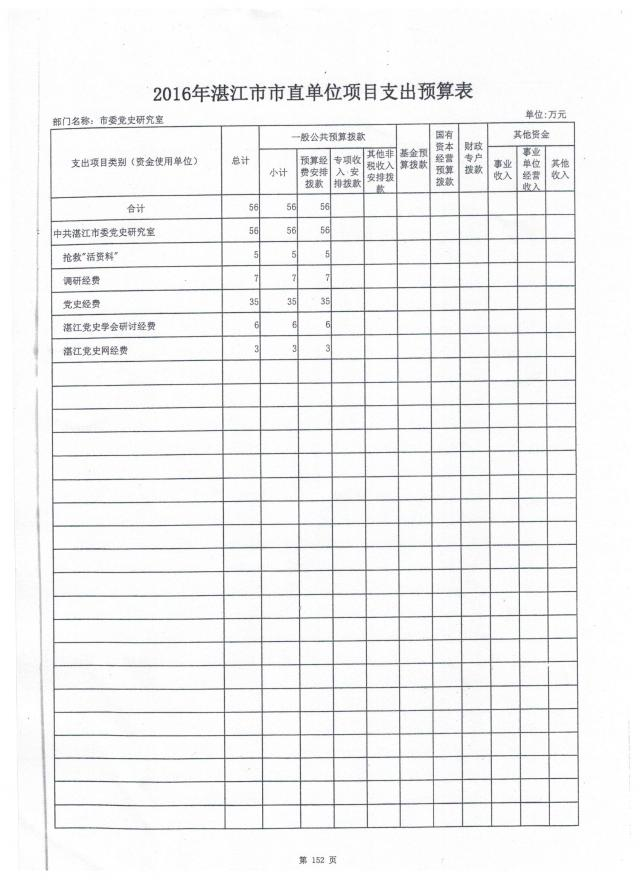 2016年湛江市市直单位项目支出预算表
部门名称：市委党史研究室 单位:万元
支出项目类别（资金使用单位） 总计 一般公共预算拨款 基金预算拨款 国有资本经营预算拨款 财政专户拨款 其他资金
小计 预算经费安排拨款 专项收入安排拨款 其他非税收入安排拨款 事业收入 事业单位经营收入 其他收入
合计 56 56 56
中共湛江市委党史研究室 56 56 56
抢救"活资料" 5 5 5
调研经费 7 7 7
党史经费 35 35 35
湛江党史学会研讨经费 6 6 6
湛江党史网经费 3 3 3
第 152 页